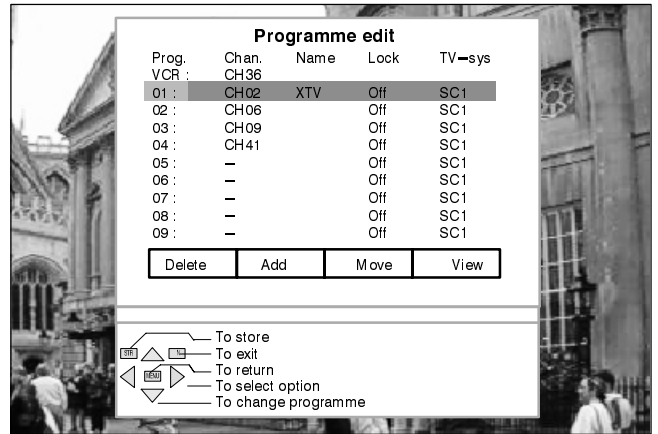 Programme edit
Prog. Chan. Name Lock TV-sys
VCR : CH36
01 : CH02 XTV Off SC1
02 : CH06 Off SC1
03 : CH09 Off SC1
04 : CH41 Off SC1
05 : – Off SC1
06 : – Off SC1
07 : – Off SC1
08 : – Off SC1
09 : – Off SC1
Delete Add Move View
To store
STR To exit
MENU To return
To select option
To change programme